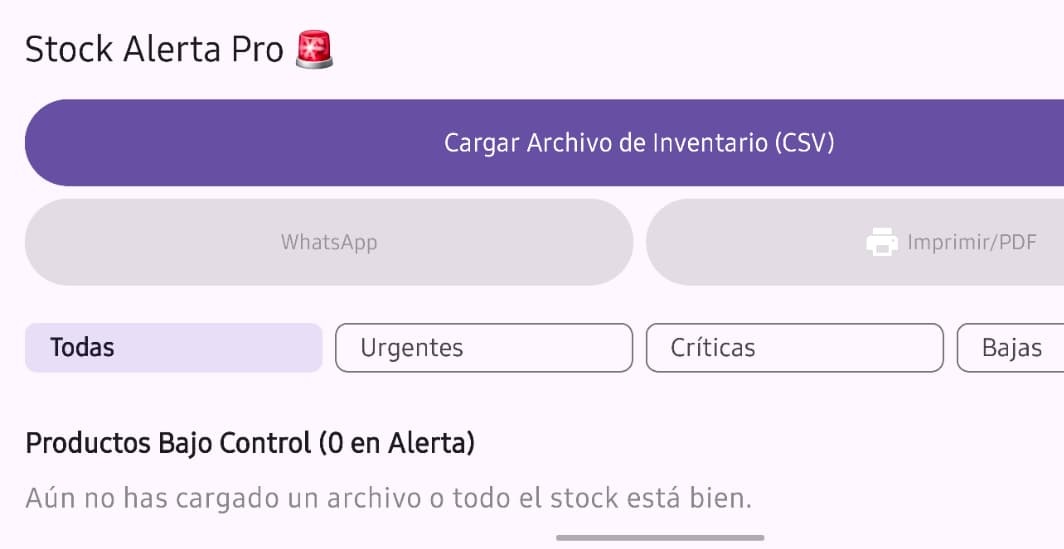 Stock Alerta Pro 🚨
Cargar Archivo de Inventario (CSV)
WhatsApp
Imprimir/PDF
Todas
Urgentes
Críticas
Bajas
Productos Bajo Control (0 en Alerta)
Aún no has cargado un archivo o todo el stock está bien.